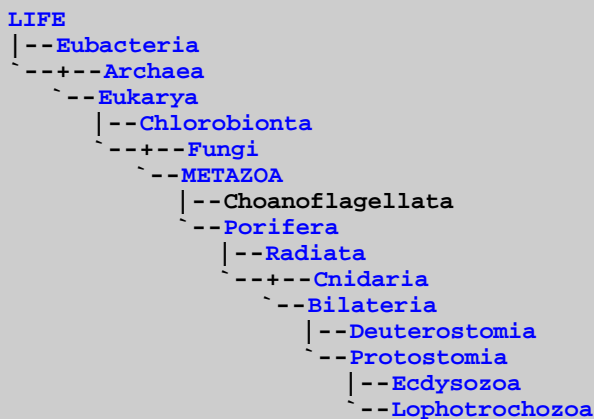 LIFE
|--Eubacteria
`--+--Archaea
   `--Eukarya
      |--Chlorobionta
      `--+--Fungi
         `--METAZOA
            |--Choanoflagellata
            `--Porifera
               |--Radiata
               `--+--Cnidaria
                  `--Bilateria
                     |--Deuterostomia
                     `--Protostomia
                        |--Ecdysozoa
                        `--Lophotrochozoa